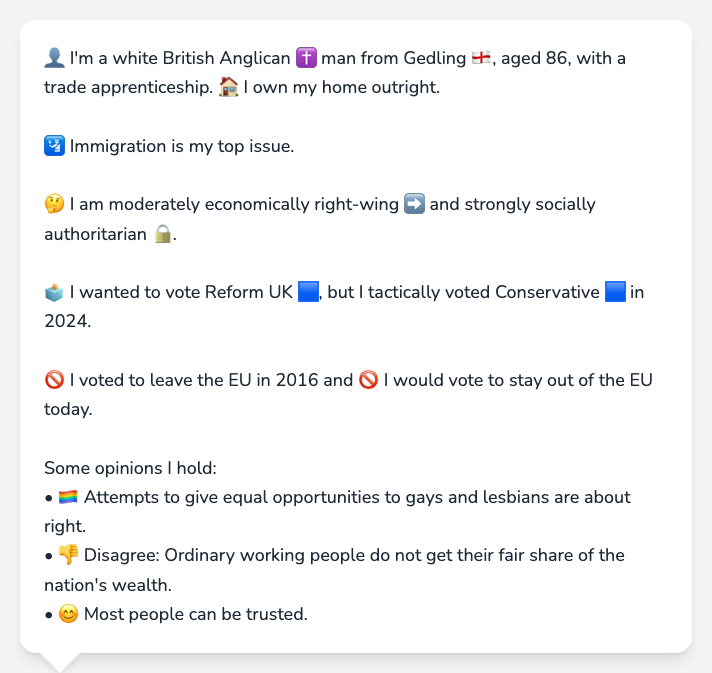 👤 I'm a white British Anglican ✝️ man from Gedling 🏴󠁧󠁢󠁥󠁮󠁧󠁿, aged 86, with a
trade apprenticeship. 🏠 I own my home outright.
🛂 Immigration is my top issue.
🤔 I am moderately economically right-wing ➡️ and strongly socially
authoritarian 🔒.
🗳️ I wanted to vote Reform UK 🟦, but I tactically voted Conservative 🟦 in
2024.
🚫 I voted to leave the EU in 2016 and 🚫 I would vote to stay out of the EU
today.
Some opinions I hold:
• 🏳️‍🌈 Attempts to give equal opportunities to gays and lesbians are about
right.
• 👎 Disagree: Ordinary working people do not get their fair share of the
nation's wealth.
• 😊 Most people can be trusted.